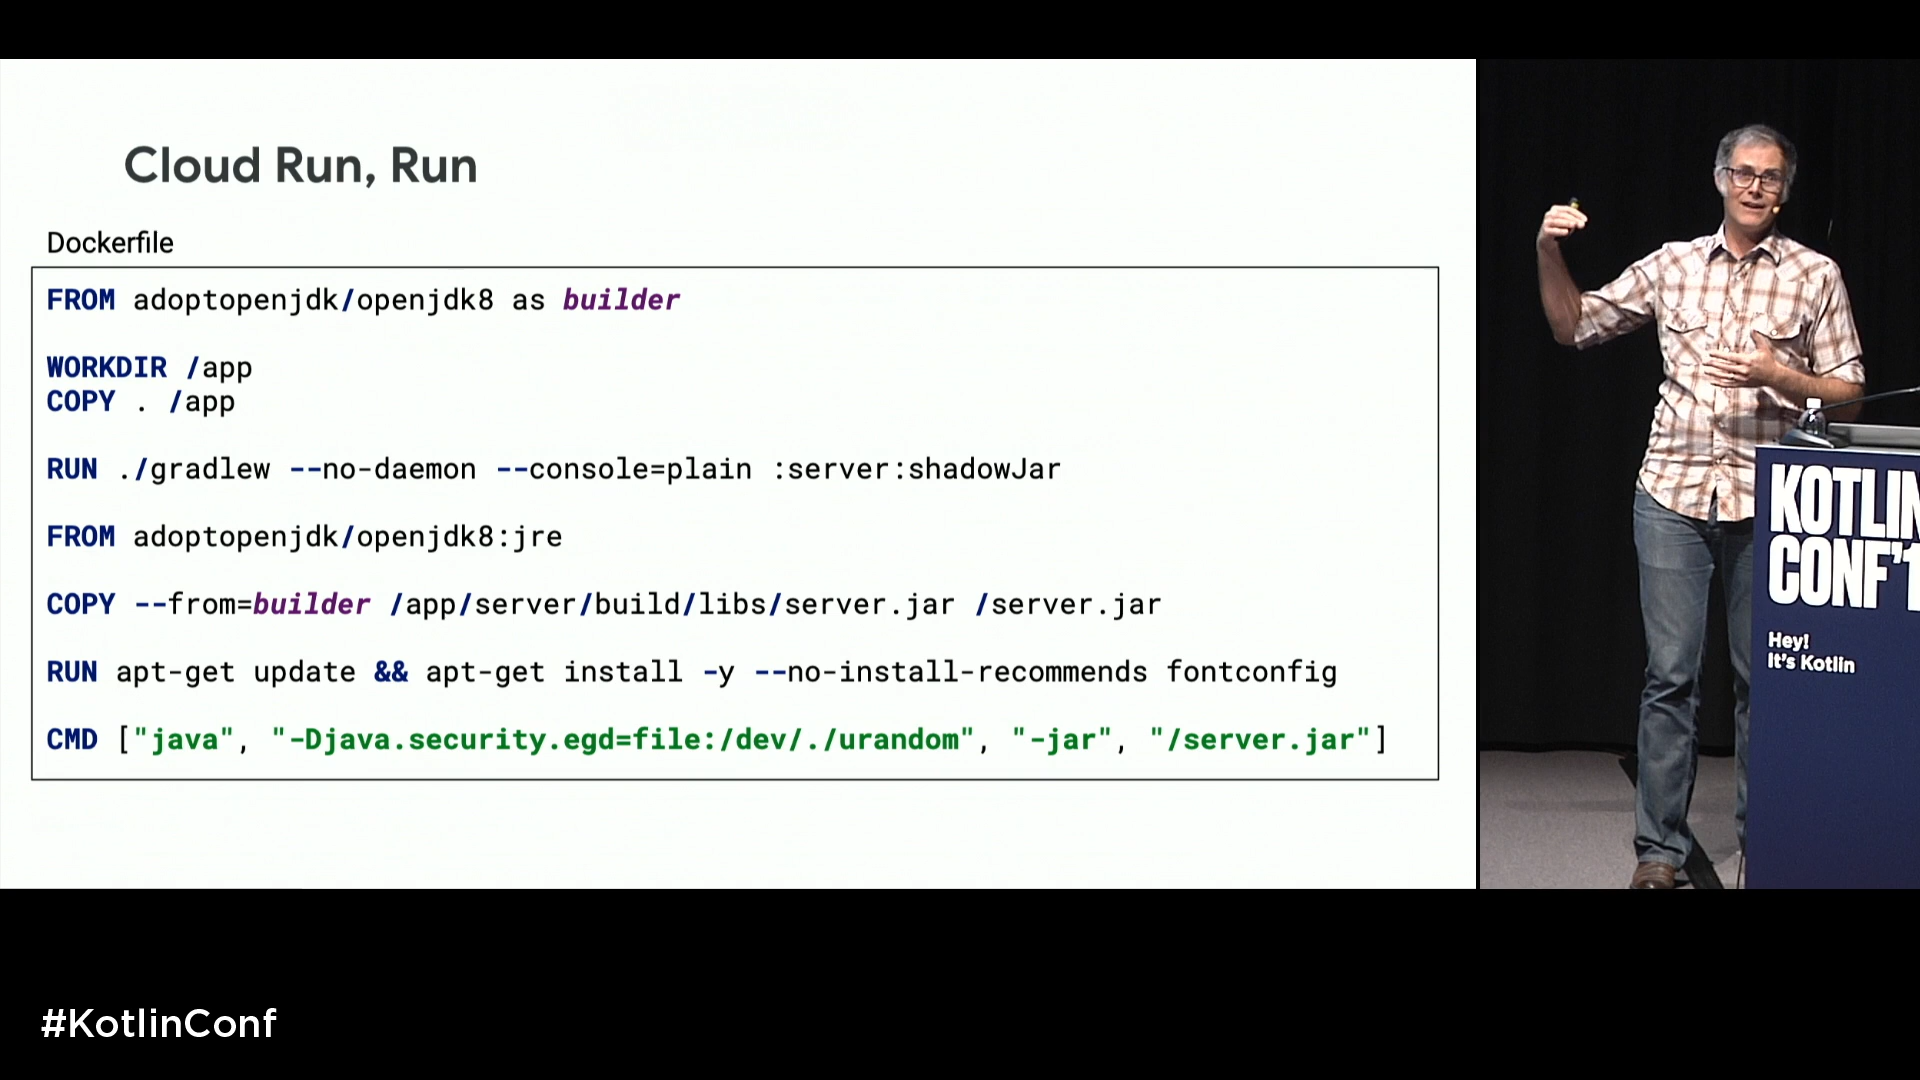 Cloud Run, Run
Dockerfile
FROM adoptopenjdk/openjdk8 as builder
WORKDIR /app
COPY . /app
RUN ./gradlew --no-daemon --console=plain :server:shadowJar
FROM adoptopenjdk/openjdk8:jre
COPY --from=builder /app/server/build/libs/server.jar /server.jar
RUN apt-get update && apt-get install -y --no-install-recommends fontconfig
CMD ["java", "-Djava.security.egd=file:/dev/./urandom", "-jar", "/server.jar"]
KOTLIN
CONF'1
Hey!
It's Kotlin
#KotlinConf